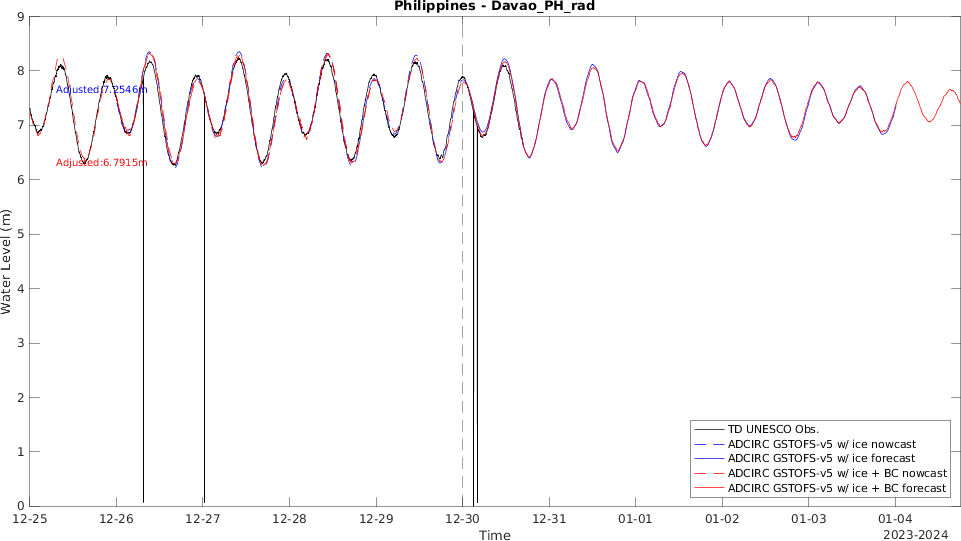 Philippines - Davao_PH_rad
9
8
7
6
5
4
3
2
1
0
Water Level (m)
Adjusted:7.2546m
Adjusted:6.7915m
TD UNESCO Obs.
ADCIRC GSTOFS-v5 w/ ice nowcast
ADCIRC GSTOFS-v5 w/ ice forecast
ADCIRC GSTOFS-v5 w/ ice + BC nowcast
ADCIRC GSTOFS-v5 w/ ice + BC forecast
12-25 12-26 12-27 12-28 12-29 12-30 12-31 01-01 01-02 01-03 01-04
Time
2023-2024